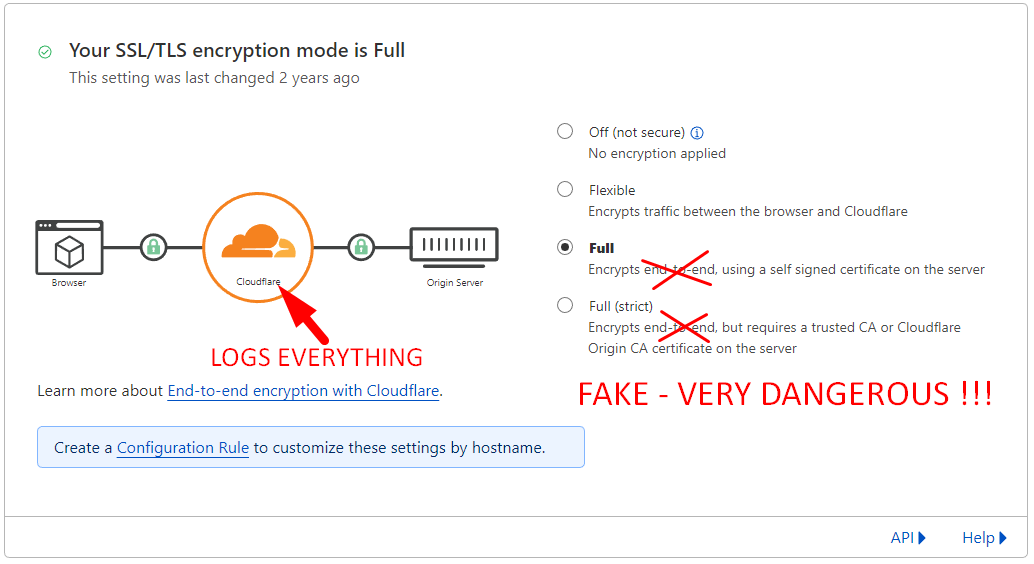 Your SSL/TLS encryption mode is Full
This setting was last changed 2 years ago
Off (not secure)
No encryption applied
Flexible
Encrypts traffic between the browser and Cloudflare
Full
Encrypts end-to-end, using a self signed certificate on the server
Full (strict)
Encrypts end-to-end, but requires a trusted CA or Cloudflare
Origin CA certificate on the server
Browser
Cloudflare
Origin Server
LOGS EVERYTHING
FAKE - VERY DANGEROUS !!!
Learn more about End-to-end encryption with Cloudflare.
Create a Configuration Rule to customize these settings by hostname.
API
Help